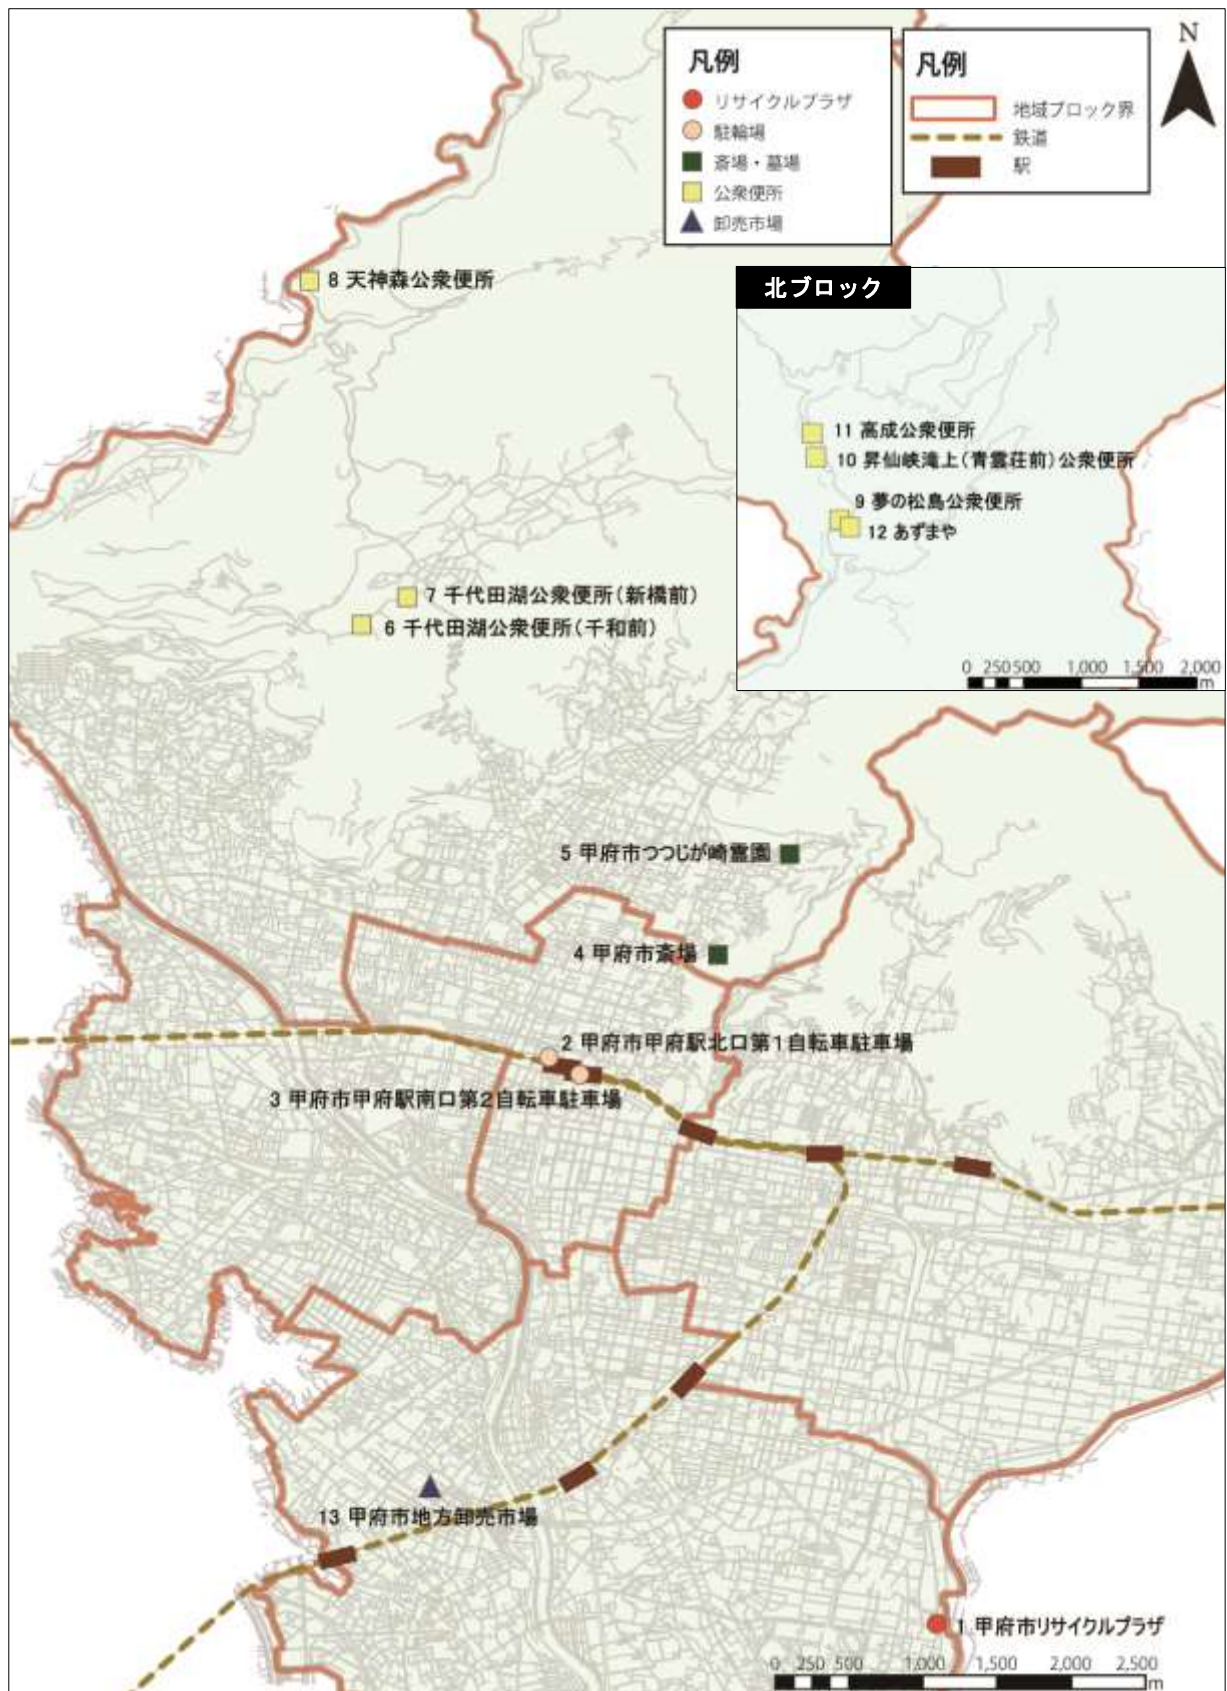 凡例
リサイクルプラザ
駐輪場
斎場・墓場
公衆便所
卸売市場
凡例
地域ブロック界
鉄道
駅
N
8 天神森公衆便所
北ブロック
11 高成公衆便所
10 昇仙峡滝上(青雲荘前)公衆便所
9 夢の松島公衆便所
12 あずまや
0 250 500 1,000 1,500 2,000
m
7 千代田湖公衆便所(新橋前)
6 千代田湖公衆便所(千和前)
5 甲府市つつじが崎霊園
4 甲府市斎場
2 甲府市甲府駅北口第1自転車駐車場
3 甲府市甲府駅南口第2自転車駐車場
13 甲府市地方卸売市場
1 甲府市リサイクルプラザ
0 250 500 1,000 1,500 2,000 2,500
m